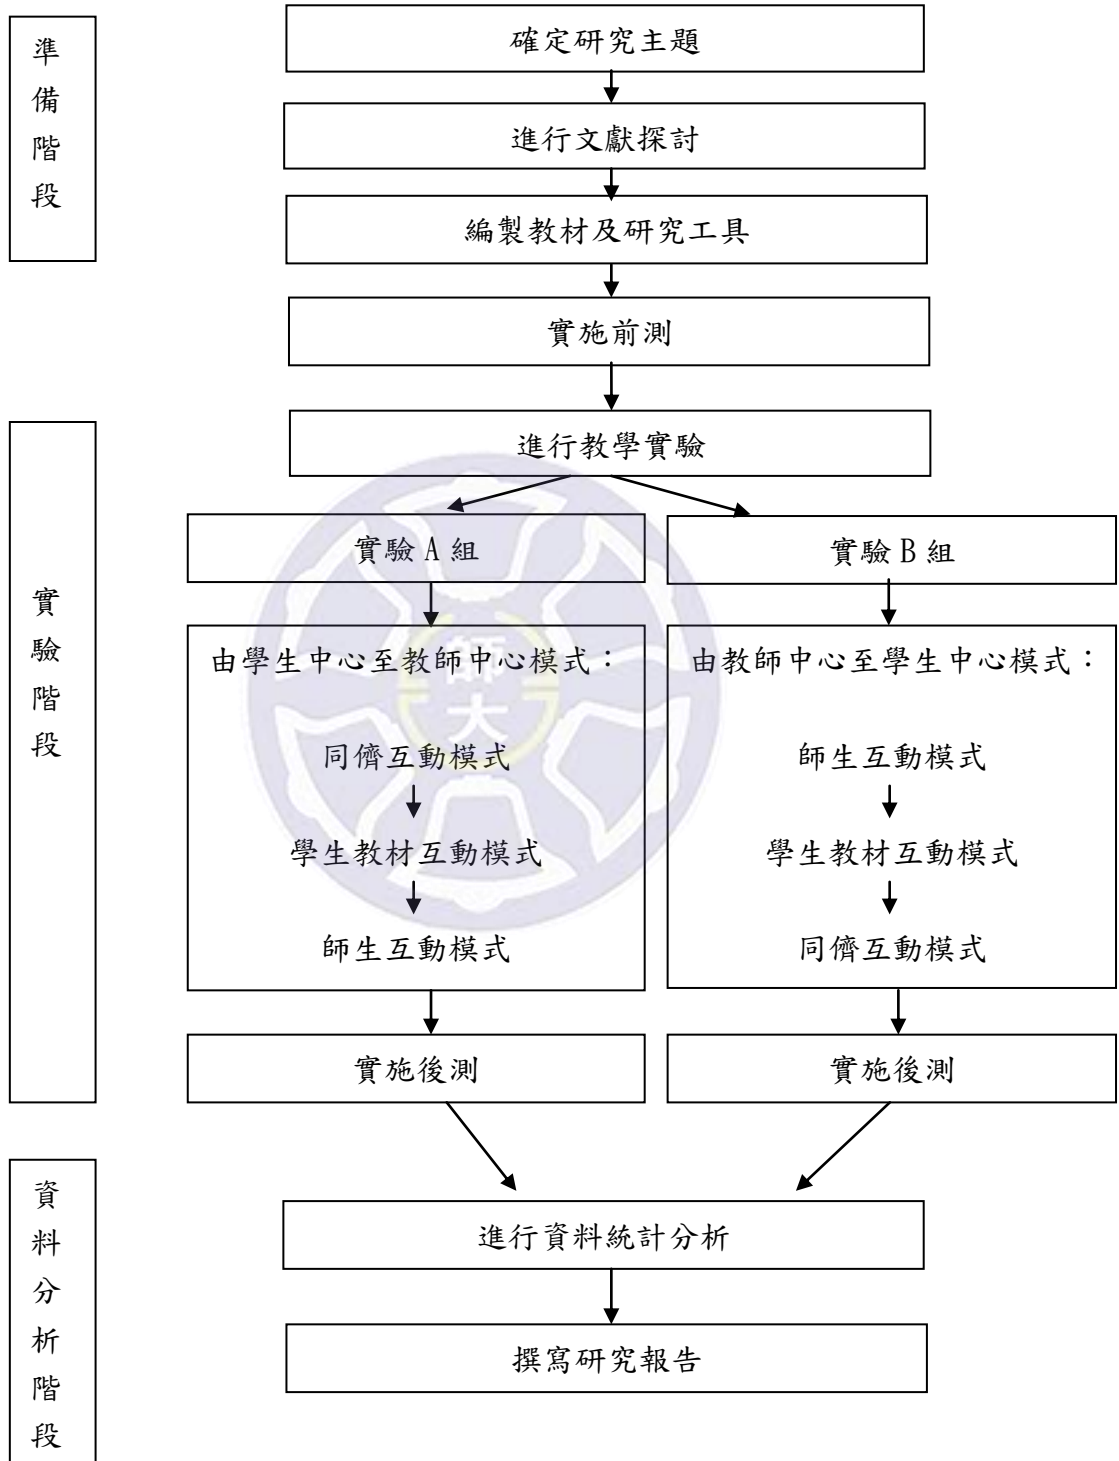 準備階段
確定研究主題
進行文獻探討
編製教材及研究工具
實施前測
實驗階段
進行教學實驗
實驗A組
實驗B組
由學生中心至教師中心模式：
同儕互動模式
學生教材互動模式
師生互動模式
由教師中心至學生中心模式：
師生互動模式
學生教材互動模式
同儕互動模式
師大
實施後測
實施後測
資料分析階段
進行資料統計分析
撰寫研究報告